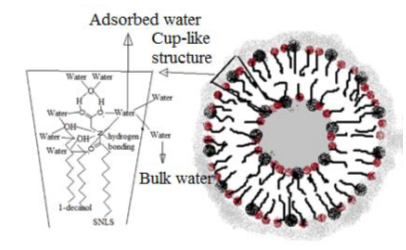 Adsorbed water
Cup-like
structure
Water Water
O
H H
Water
O
O
Water
Water
OH
Water
OH
hydrogen
bonding
Water
Water
Bulk water
1-decanol
SNLS